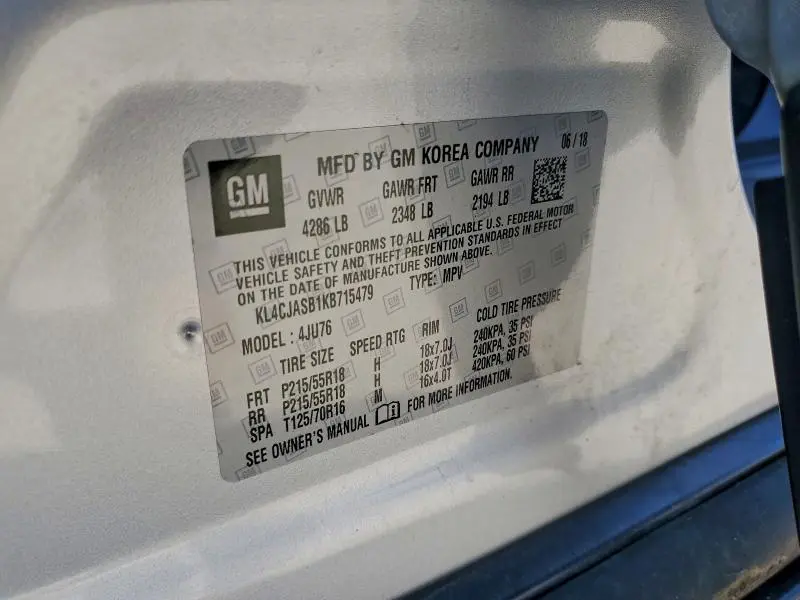 GM
MFD BY GM KOREA COMPANY 06 / 18
GVWR GAWR FRT GAWR RR
4286 LB 2348 LB 2194 LB
THIS VEHICLE CONFORMS TO ALL APPLICABLE U.S. FEDERAL MOTOR
VEHICLE SAFETY AND THEFT PREVENTION STANDARDS IN EFFECT
ON THE DATE OF MANUFACTURE SHOWN ABOVE.
KL4CJASB1KB715479 TYPE: MPV
MODEL: 4JU76
TIRE SIZE SPEED RTG RIM COLD TIRE PRESSURE
FRT P215/55R18 H 18x7.0J 240KPA, 35 PSI
RR P215/55R18 H 18x7.0J 240KPA, 35 PSI
SPA T125/70R16 M 16x4.0T 420KPA, 60 PSI
SEE OWNER'S MANUAL FOR MORE INFORMATION.